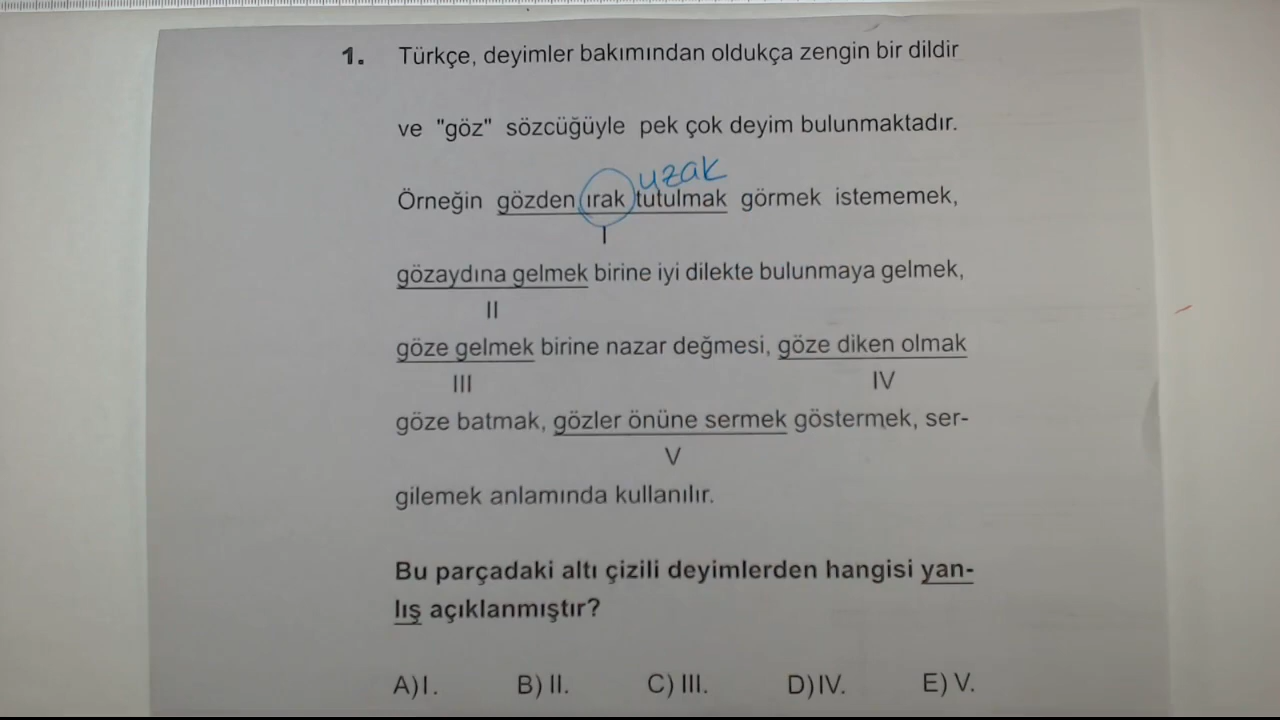 1. Türkçe, deyimler bakımından oldukça zengin bir dildir
ve "göz" sözcüğüyle pek çok deyim bulunmaktadır.
uzak
Örneğin gözden ırak tutulmak görmek istememek,
I
gözaydına gelmek birine iyi dilekte bulunmaya gelmek,
II
göze gelmek birine nazar değmesi, göze diken olmak
III IV
göze batmak, gözler önüne sermek göstermek, ser-
V
gilemek anlamında kullanılır.
Bu parçadaki altı çizili deyimlerden hangisi yan-
lış açıklanmıştır?
A) I. B) II. C) III. D) IV. E) V.